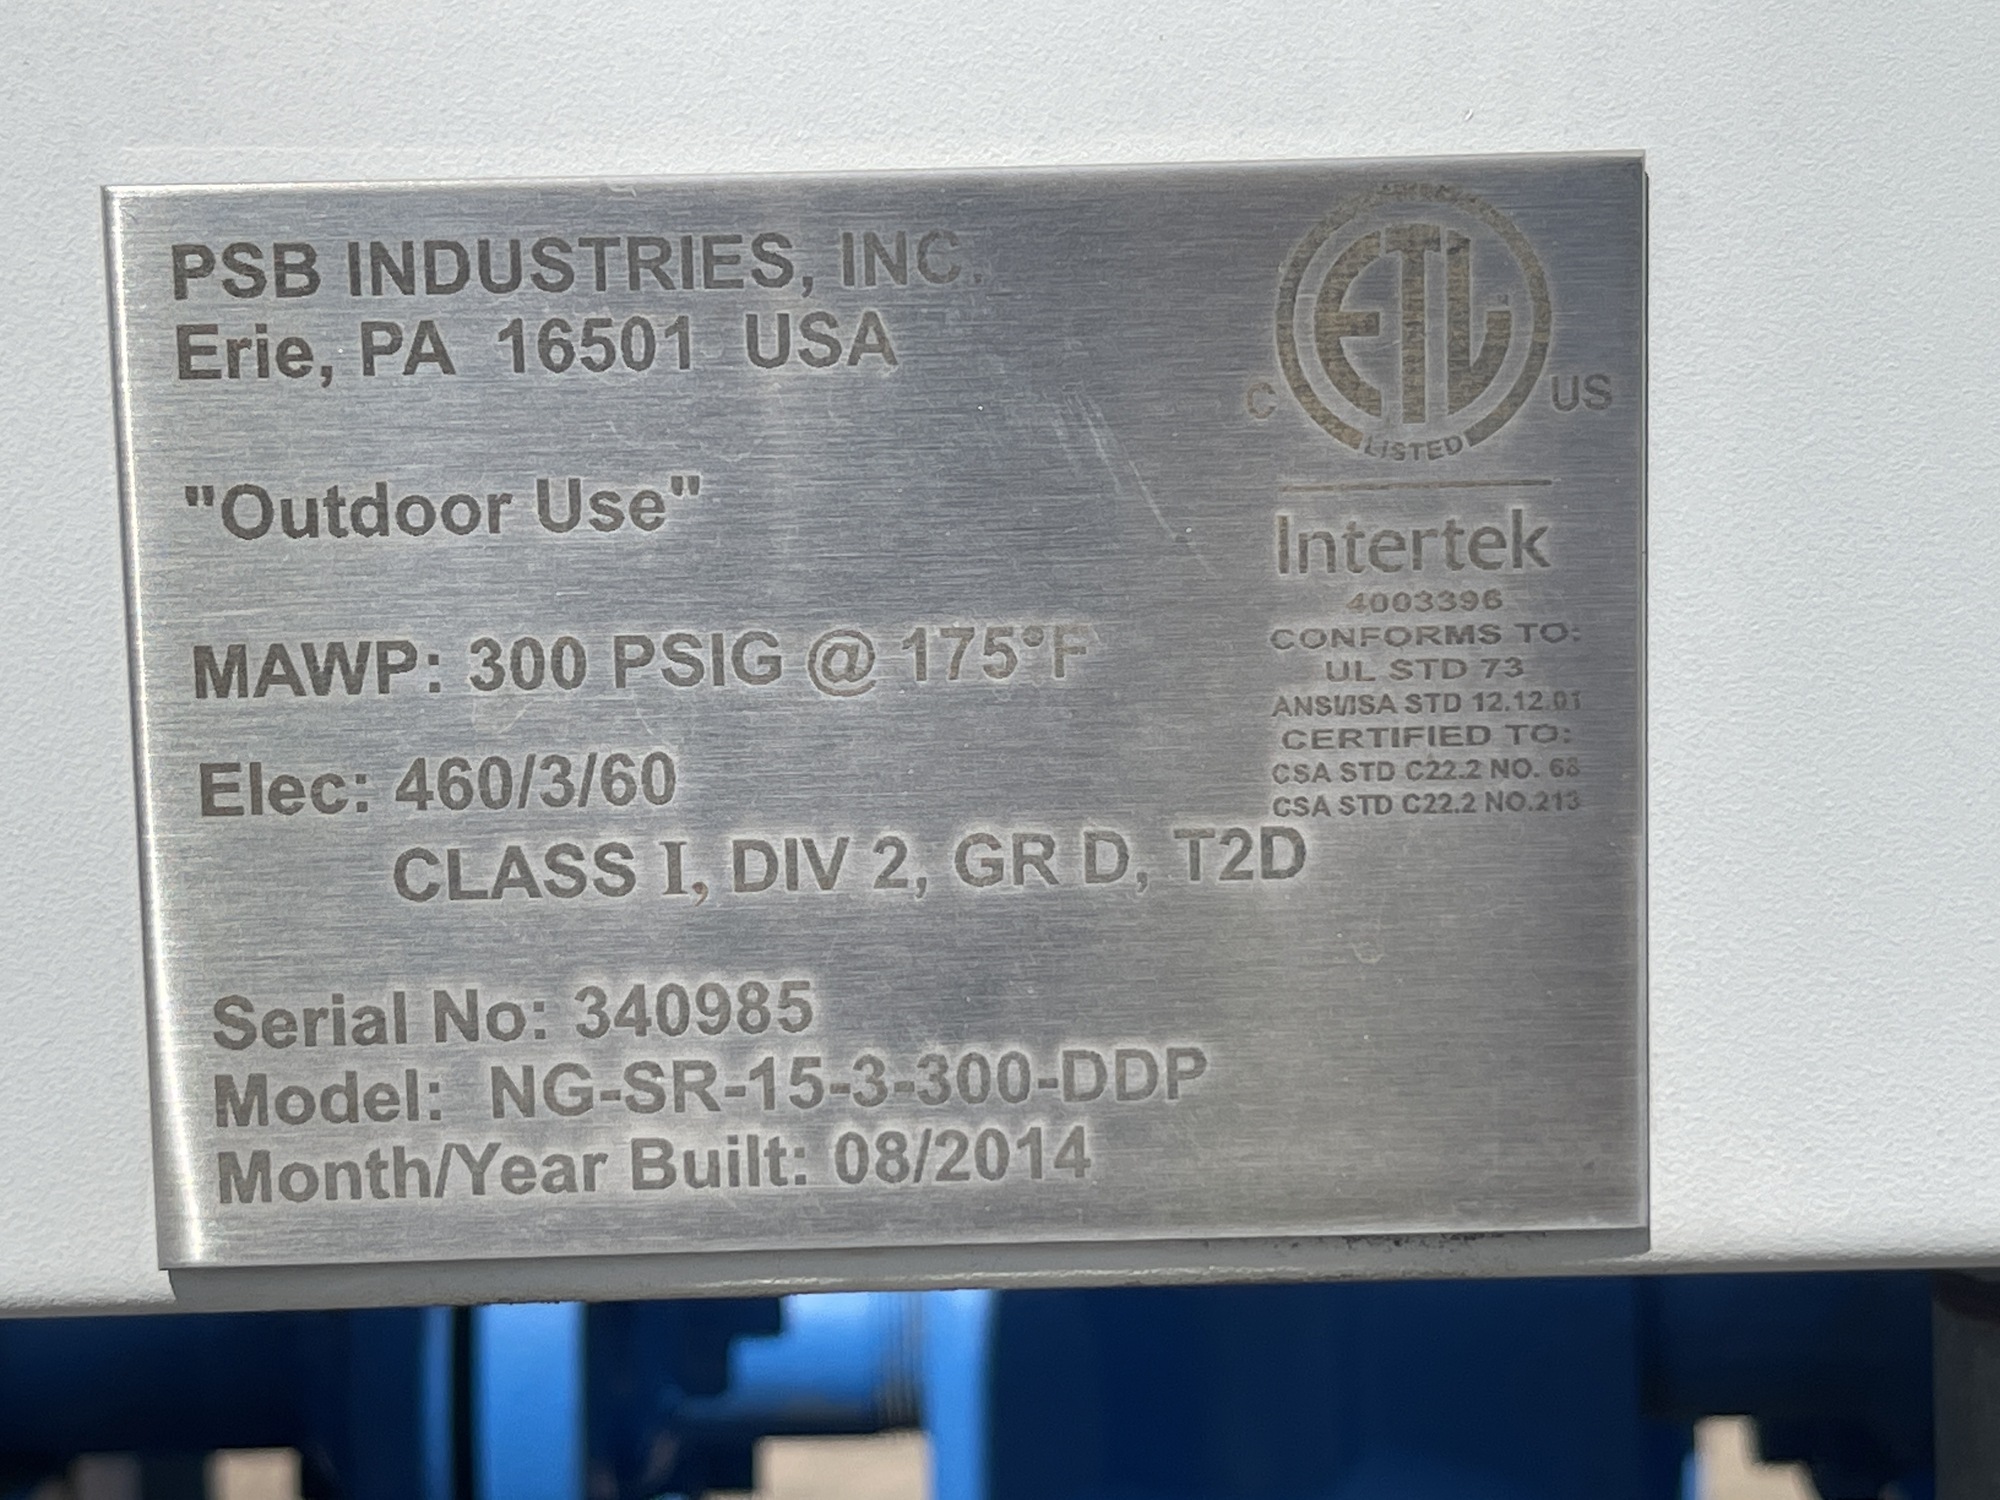 PSB INDUSTRIES, INC.
Erie, PA 16501 USA
"Outdoor Use"
MAWP: 300 PSIG @ 175°F
Elec: 460/3/60
CLASS I, DIV 2, GR D, T2D
Serial No: 340985
Model: NG-SR-15-3-300-DDP
Month/Year Built: 08/2014
ETL
C US
LISTED
Intertek
4003396
CONFORMS TO:
UL STD 73
ANSI/ISA STD 12.12.01
CERTIFIED TO:
CSA STD C22.2 NO. 68
CSA STD C22.2 NO.213